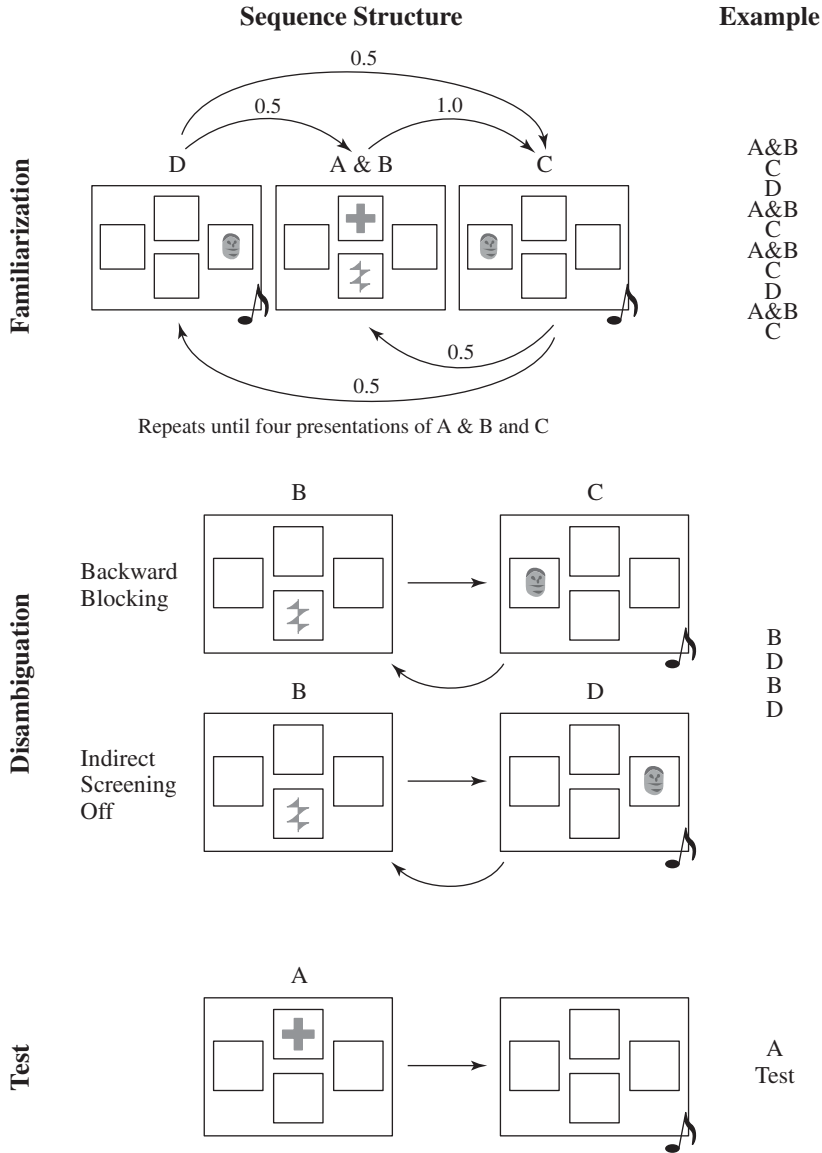 Sequence Structure
Example
Familiarization
0.5
0.5
1.0
D
A & B
C
0.5
0.5
Repeats until four presentations of A & B and C
A&B
C
D
A&B
C
A&B
C
D
A&B
C
Disambiguation
B
C
Backward
Blocking
B
D
Indirect
Screening
Off
B
D
B
D
Test
A
A
Test